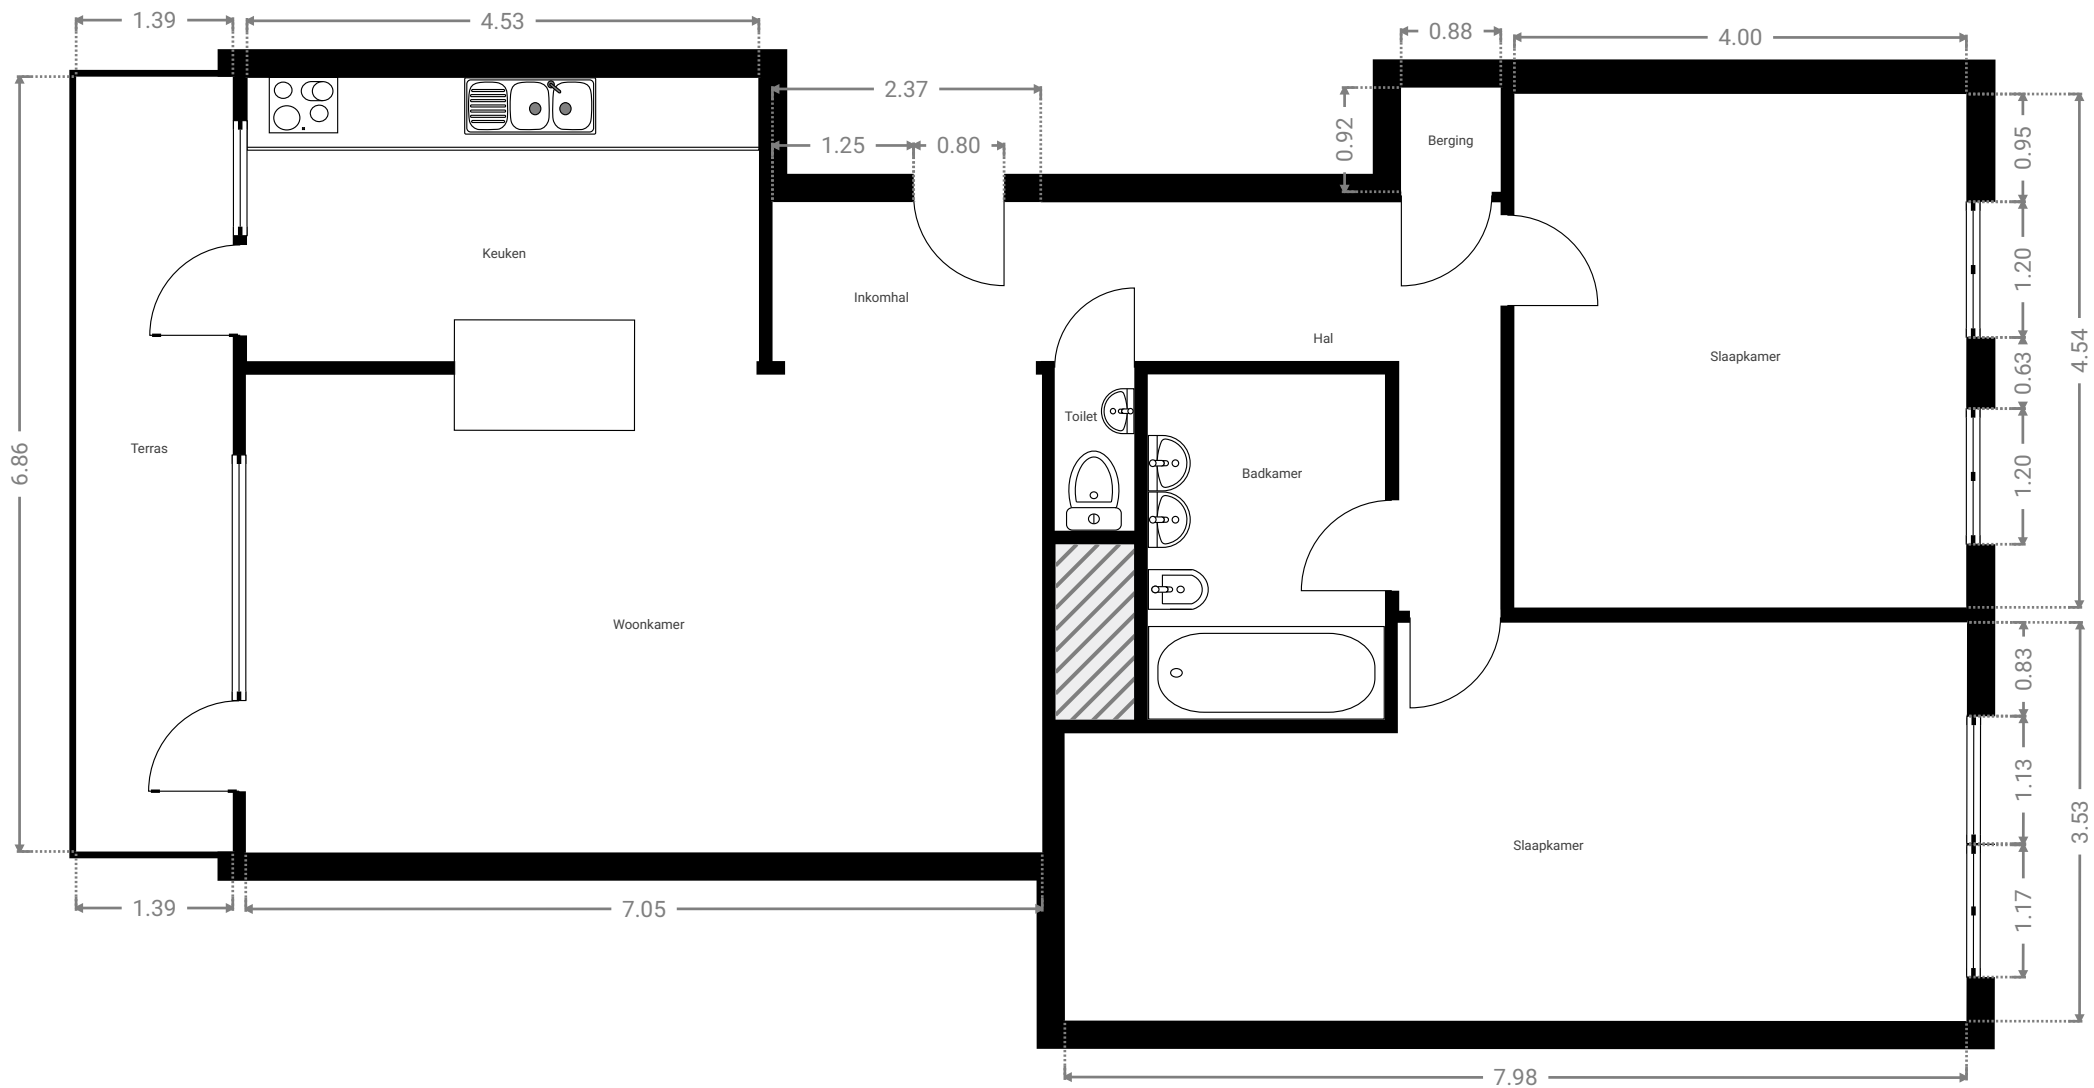 1.39
4.53
0.88
4.00
2.37
1.25
0.80
0.92
Berging
0.95
Keuken
Inkomhal
1.20
Hal
Slaapkamer
4.54
0.63
Toilet
Terras
6.86
Badkamer
1.20
Woonkamer
0.83
1.13
Slaapkamer
3.53
1.17
1.39
7.05
7.98